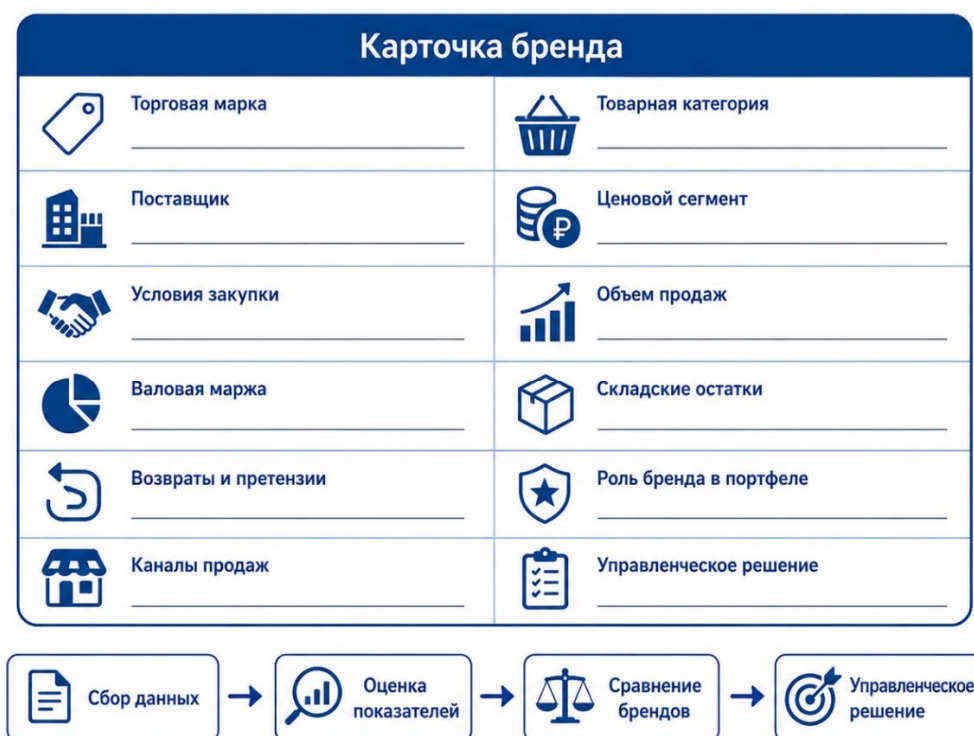 Карточка бренда
Торговая марка
Товарная категория
Поставщик
Ценовой сегмент
Условия закупки
Объем продаж
Валовая маржа
Складские остатки
Возвраты и претензии
Роль бренда в портфеле
Каналы продаж
Управленческое решение
Сбор данных
Оценка
показателей
Сравнение
брендов
Управленческое
решение